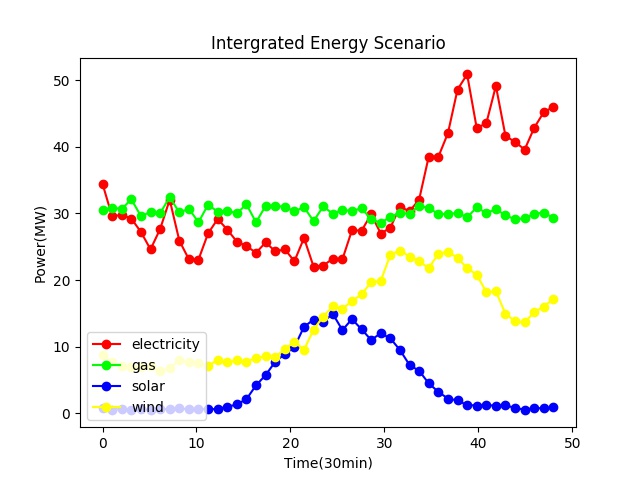 Intergrated Energy Scenario
Power(MW)
50
40
30
20
10
0
electricity
gas
solar
wind
0 10 20 30 40 50
Time(30min)